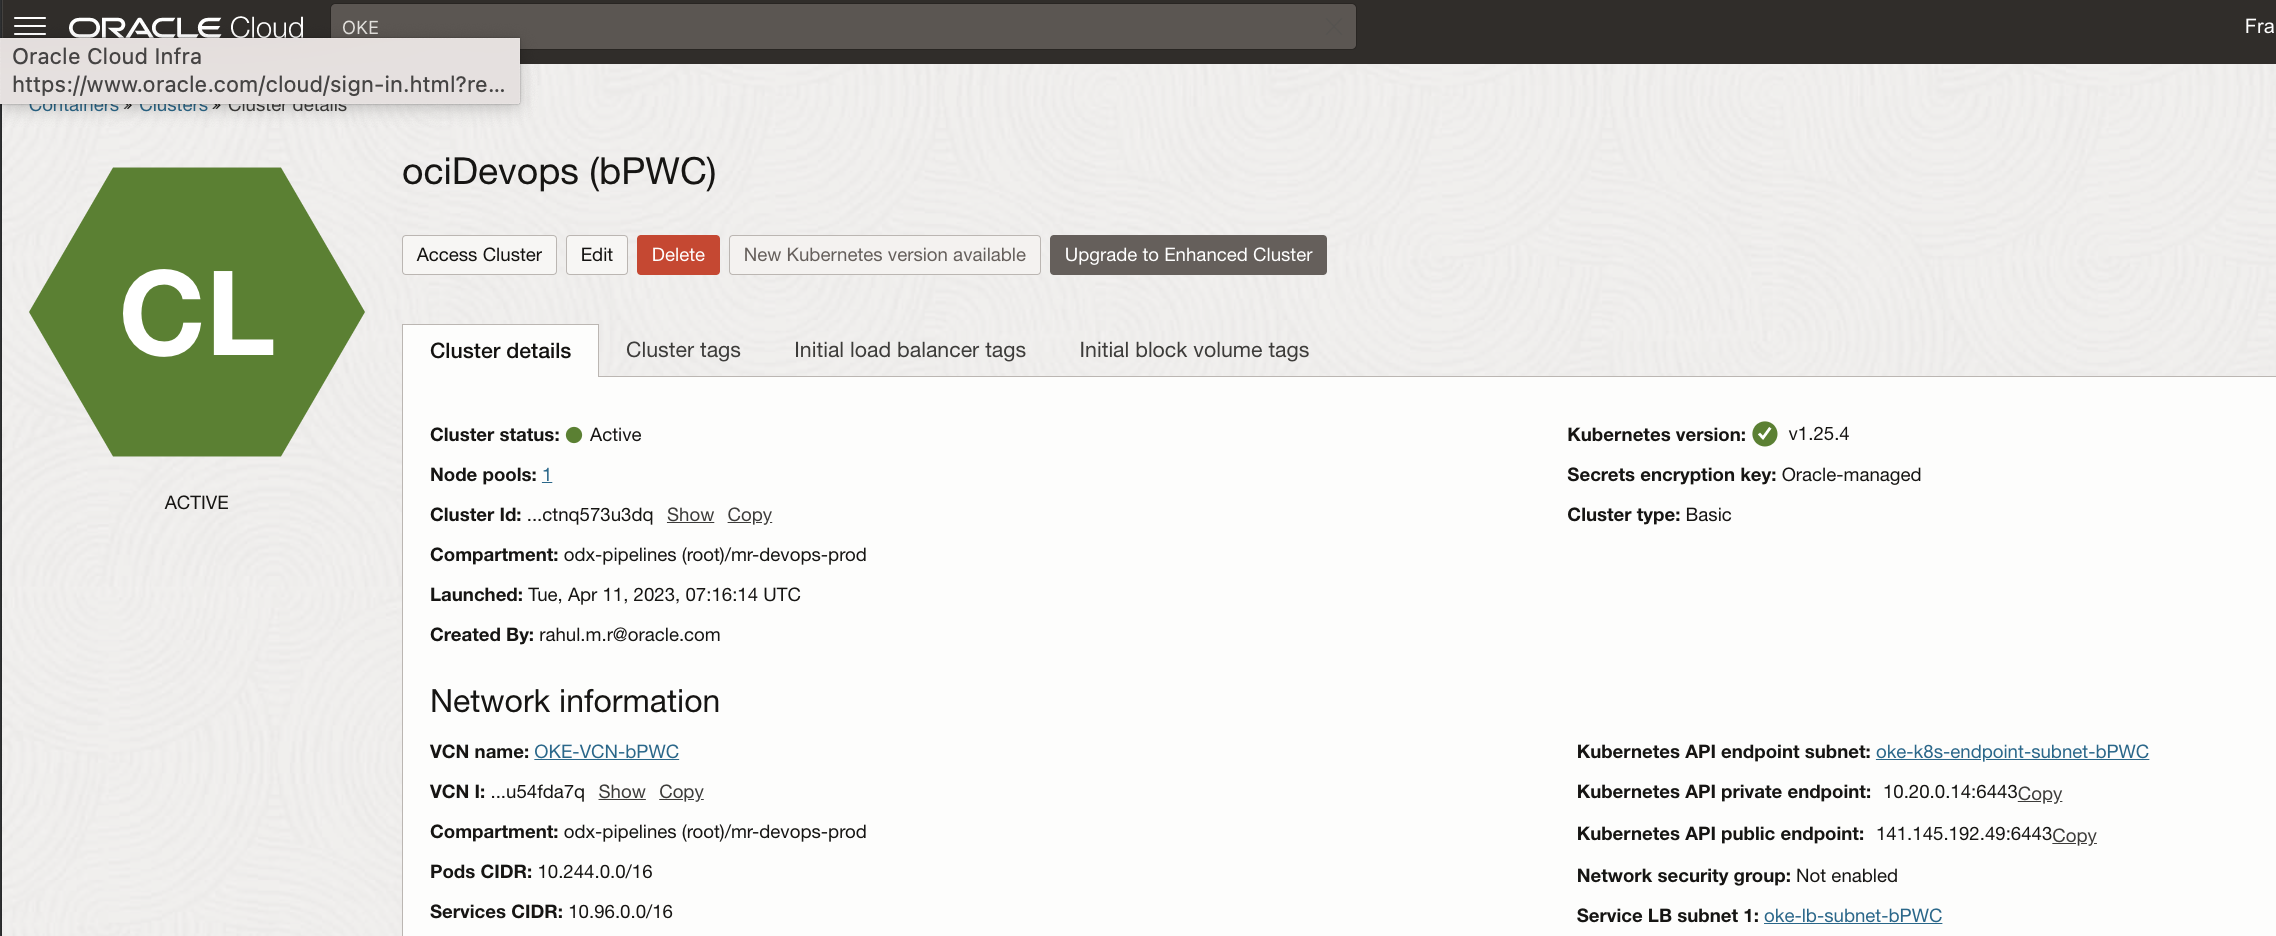 ORACLE Cloud
OKE
Fra
Oracle Cloud Infra
https://www.oracle.com/cloud/sign-in.html?re...
Containers » Clusters » Cluster details
CL
ACTIVE
ociDevops (bPWC)
Access Cluster Edit Delete New Kubernetes version available Upgrade to Enhanced Cluster
Cluster details Cluster tags Initial load balancer tags Initial block volume tags
Cluster status: Active
Node pools: 1
Cluster Id: ...ctnq573u3dq Show Copy
Compartment: odx-pipelines (root)/mr-devops-prod
Launched: Tue, Apr 11, 2023, 07:16:14 UTC
Created By: rahul.m.r@oracle.com
Kubernetes version: v1.25.4
Secrets encryption key: Oracle-managed
Cluster type: Basic
Network information
VCN name: OKE-VCN-bPWC
VCN I: ...u54fda7q Show Copy
Compartment: odx-pipelines (root)/mr-devops-prod
Pods CIDR: 10.244.0.0/16
Services CIDR: 10.96.0.0/16
Kubernetes API endpoint subnet: oke-k8s-endpoint-subnet-bPWC
Kubernetes API private endpoint: 10.20.0.14:6443 Copy
Kubernetes API public endpoint: 141.145.192.49:6443 Copy
Network security group: Not enabled
Service LB subnet 1: oke-lb-subnet-bPWC